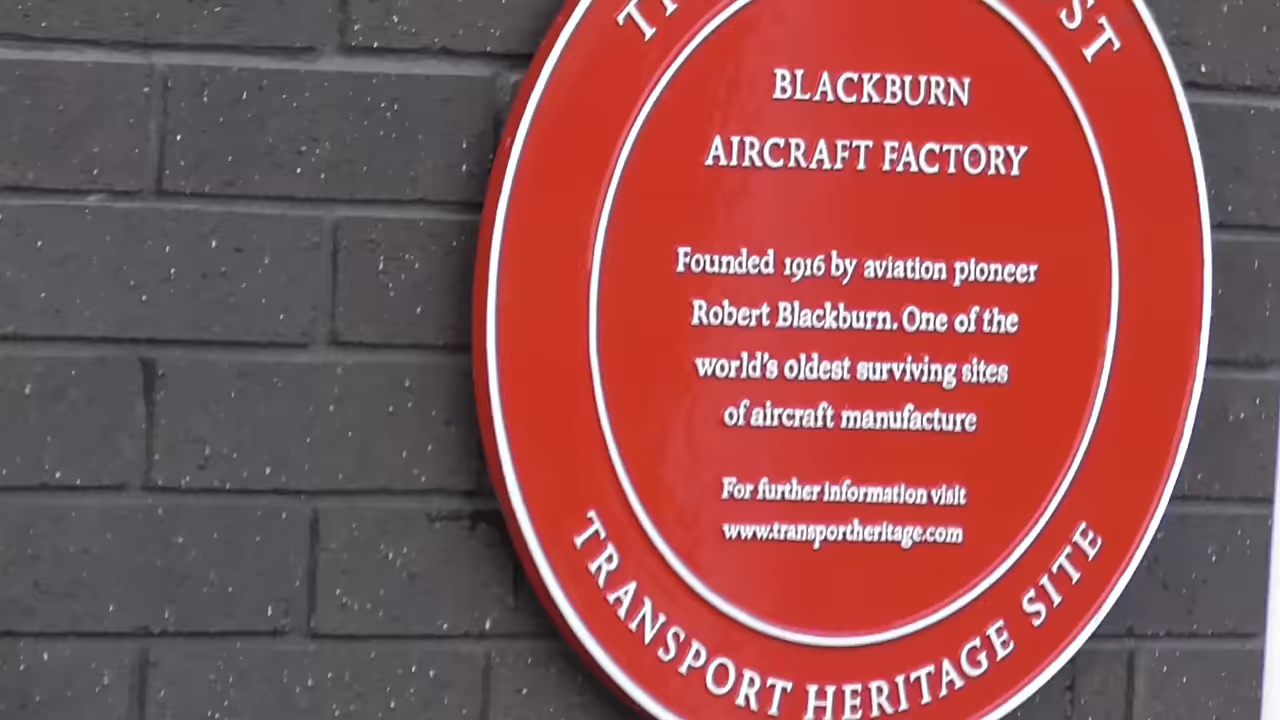 BLACKBURN
AIRCRAFT FACTORY
Founded 1916 by aviation pioneer
Robert Blackburn. One of the
world's oldest surviving sites
of aircraft manufacture
For further information visit
www.transportheritage.com
TRANSPORT HERITAGE SITE